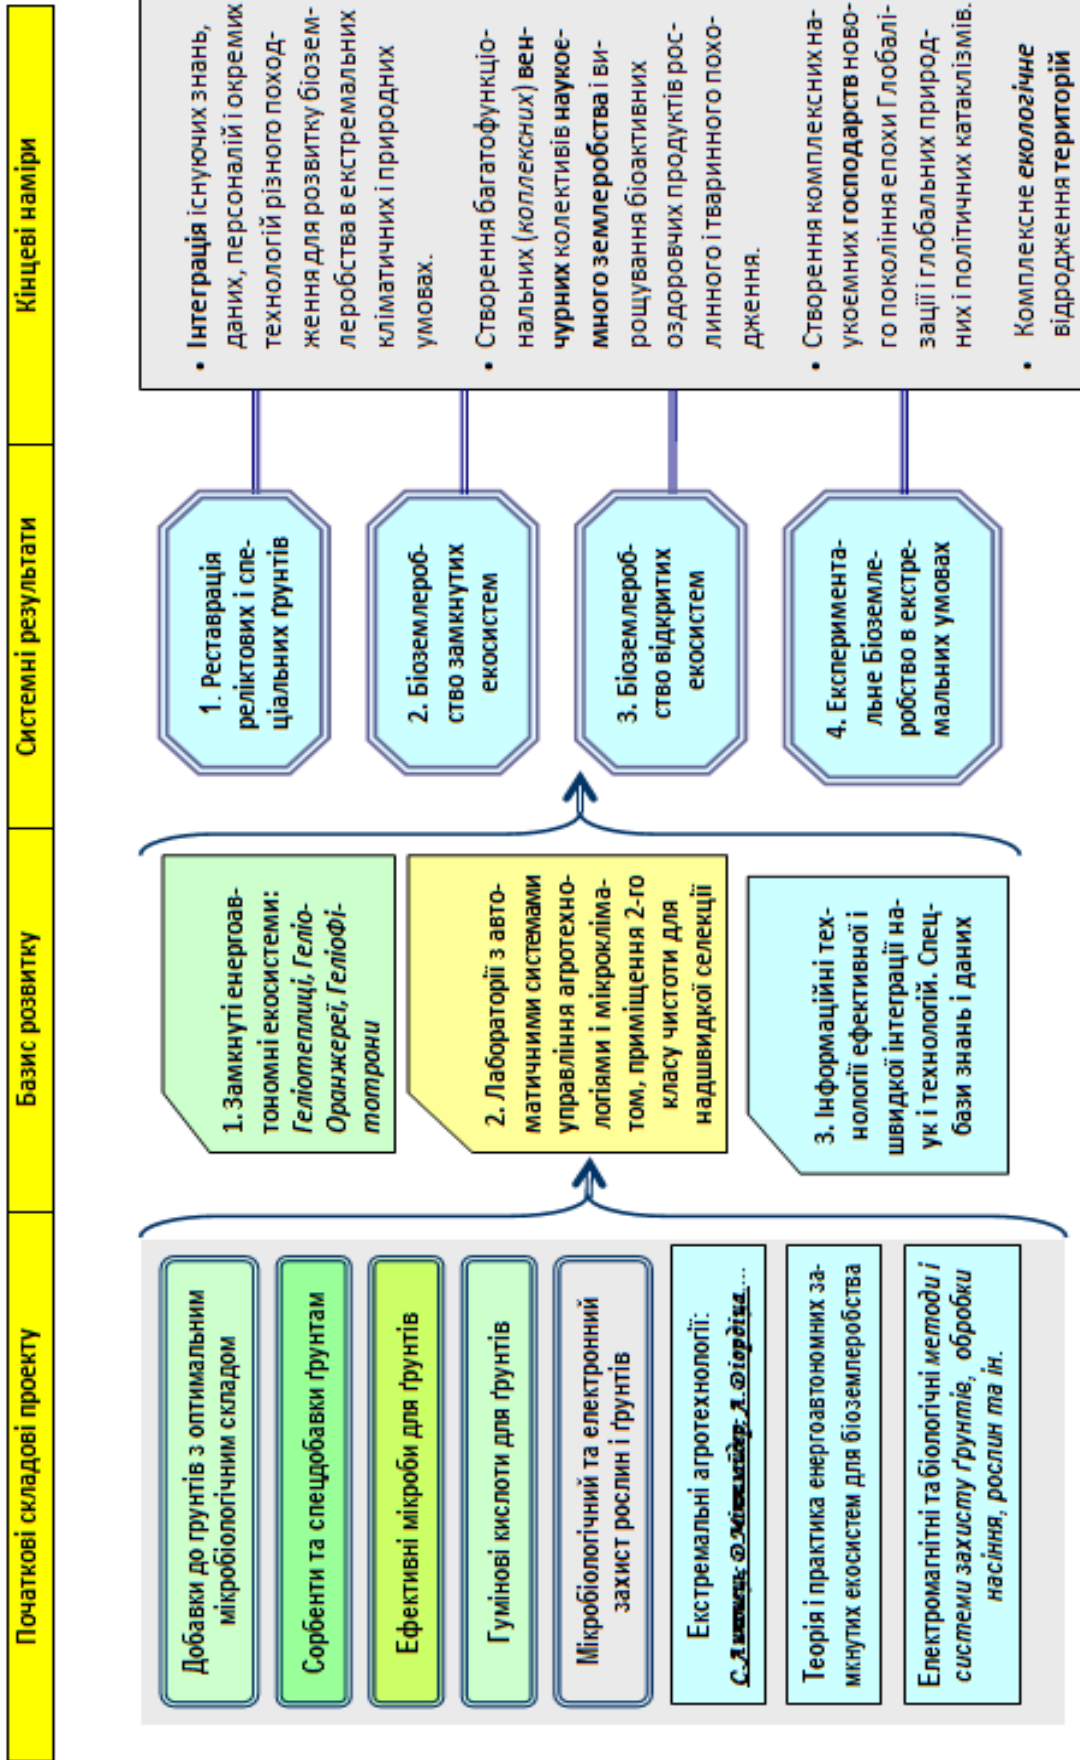 Початкові складові проекту
Базис розвитку
Системні результати
Кінцеві наміри
Добавки до ґрунтів з оптимальним
мікробіологічним складом
Сорбенти та спецдобавки ґрунтам
Ефективні мікроби для ґрунтів
Гумінові кислоти для ґрунтів
Мікробіологічний та електронний
захист рослин і ґрунтів
Екстремальні агротехнології:
Теорія і практика енергоавтономних за-
мкнутих екосистем для біоземлеробства
Електромагнітні та біологічні методи і
системи захисту ґрунтів, обробки
насіння, рослин та ін.
1. Замкнуті енергоав-
тономні екосистеми:
Геліотеплиці, Геліо-
Оранжереї, Геліофі-
тотрони
2. Лабораторії з авто-
матичними системами
управління агротехно-
логіями і мікрокліма-
том, приміщення 2-го
класу чистоти для
надшвидкої селекції
3. Інформаційні тех-
нології ефективної і
швидкої інтеграції на-
ук і технологій. Спец-
бази знань і даних
1. Реставрація
реліктових і спе-
ціальних ґрунтів
2. Біоземлероб-
ство замкнутих
екосистем
3. Біоземлероб-
ство відкритих
екосистем
4. Експеримента-
льне Біоземле-
робство в екстре-
мальних умовах
• Інтеграція існуючих знань,
даних, персоналій і окремих
технологій різного поход-
ження для розвитку біозем-
леробства в екстремальних
кліматичних і природних
умовах.
• Створення багатофункціо-
нальних (коплексних) вен-
чурних колективів наукоє-
много землеробства і ви-
рощування біоактивних
оздоровчих продуктів рос-
линного і тваринного похо-
дження.
• Створення комплексних на-
укоємних господарств ново-
го покоління епохи Глобалі-
зації і глобальних природ-
них і політичних катаклізмів.
• Комплексне екологічне
відродження територій